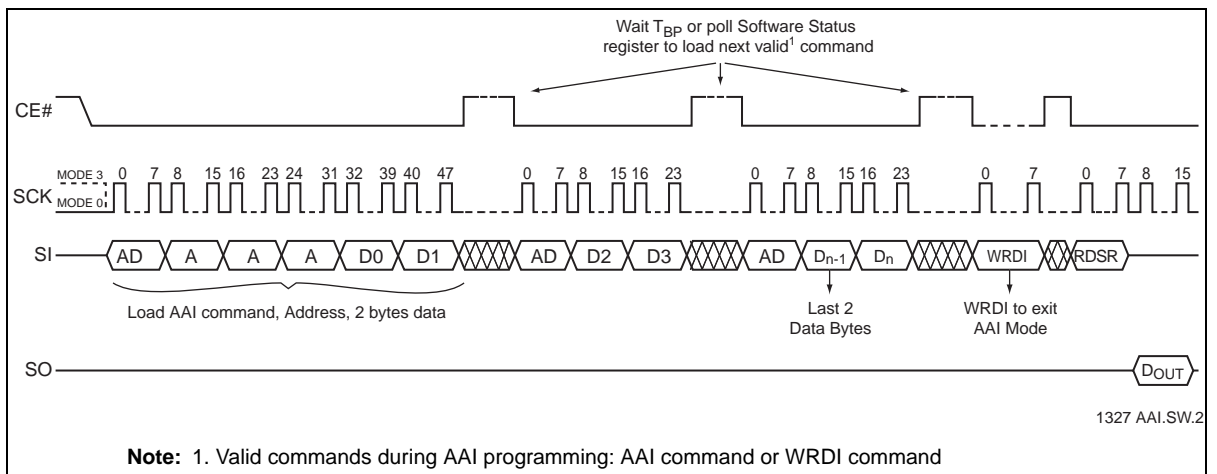 Wait TBP or poll Software Status
register to load next valid1 command
CE#
MODE 3 0 7 8 15 16 23 24 31 32 39 40 47 0 7 8 15 16 23 0 7 8 15 16 23 0 7 0 7 8 15
SCK MODE 0
SI AD A A A D0 D1 AD D2 D3 AD Dn-1 Dn WRDI RDSR
Load AAI command, Address, 2 bytes data
Last 2
Data Bytes
WRDI to exit
AAI Mode
SO DOUT
1327 AAI.SW.2
Note: 1. Valid commands during AAI programming: AAI command or WRDI command